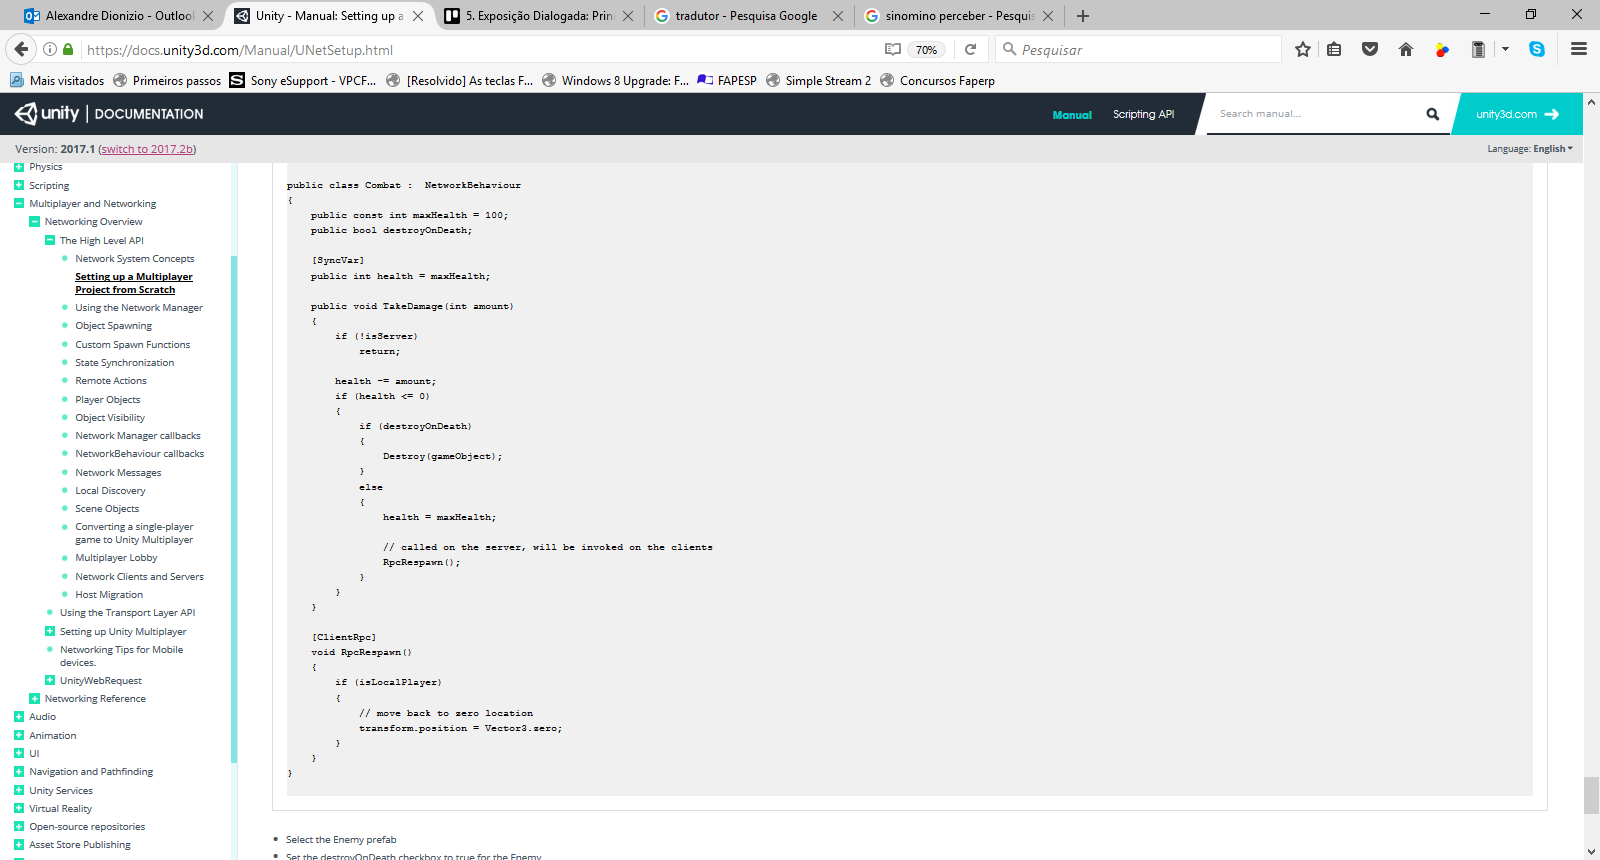 Alexandre Dionizio - Outlool
Unity - Manual: Setting up a
5. Exposição Dialogada: Prin
tradutor - Pesquisa Google
sinomino perceber - Pesquis
https://docs.unity3d.com/Manual/UNetSetup.html
70%
Pesquisar
Mais visitados
Primeiros passos
Sony eSupport - VPCF...
[Resolvido] As teclas F...
Windows 8 Upgrade: F...
FAPESP
Simple Stream 2
Concursos Faperp
unity | DOCUMENTATION
Manual
Scripting API
Search manual...
unity3d.com
Version: 2017.1 (switch to 2017.2b)
Language: English
Physics
Scripting
Multiplayer and Networking
Networking Overview
The High Level API
Network System Concepts
Setting up a Multiplayer
Project from Scratch
Using the Network Manager
Object Spawning
Custom Spawn Functions
State Synchronization
Remote Actions
Player Objects
Object Visibility
Network Manager callbacks
NetworkBehaviour callbacks
Network Messages
Local Discovery
Scene Objects
Converting a single-player
game to Unity Multiplayer
Multiplayer Lobby
Network Clients and Servers
Host Migration
Using the Transport Layer API
Setting up Unity Multiplayer
Networking Tips for Mobile
devices.
UnityWebRequest
Networking Reference
Audio
Animation
UI
Navigation and Pathfinding
Unity Services
Virtual Reality
Open-source repositories
Asset Store Publishing
public class Combat :  NetworkBehaviour
{
    public const int maxHealth = 100;
    public bool destroyOnDeath;
    [SyncVar]
    public int health = maxHealth;
    public void TakeDamage(int amount)
    {
        if (!isServer)
            return;
        health -= amount;
        if (health <= 0)
        {
            if (destroyOnDeath)
            {
                Destroy(gameObject);
            }
            else
            {
                health = maxHealth;
                // called on the server, will be invoked on the clients
                RpcRespawn();
            }
        }
    }
    [ClientRpc]
    void RpcRespawn()
    {
        if (isLocalPlayer)
        {
            // move back to zero location
            transform.position = Vector3.zero;
        }
    }
}
Select the Enemy prefab
Set the destroyOnDeath checkbox to true for the Enemy